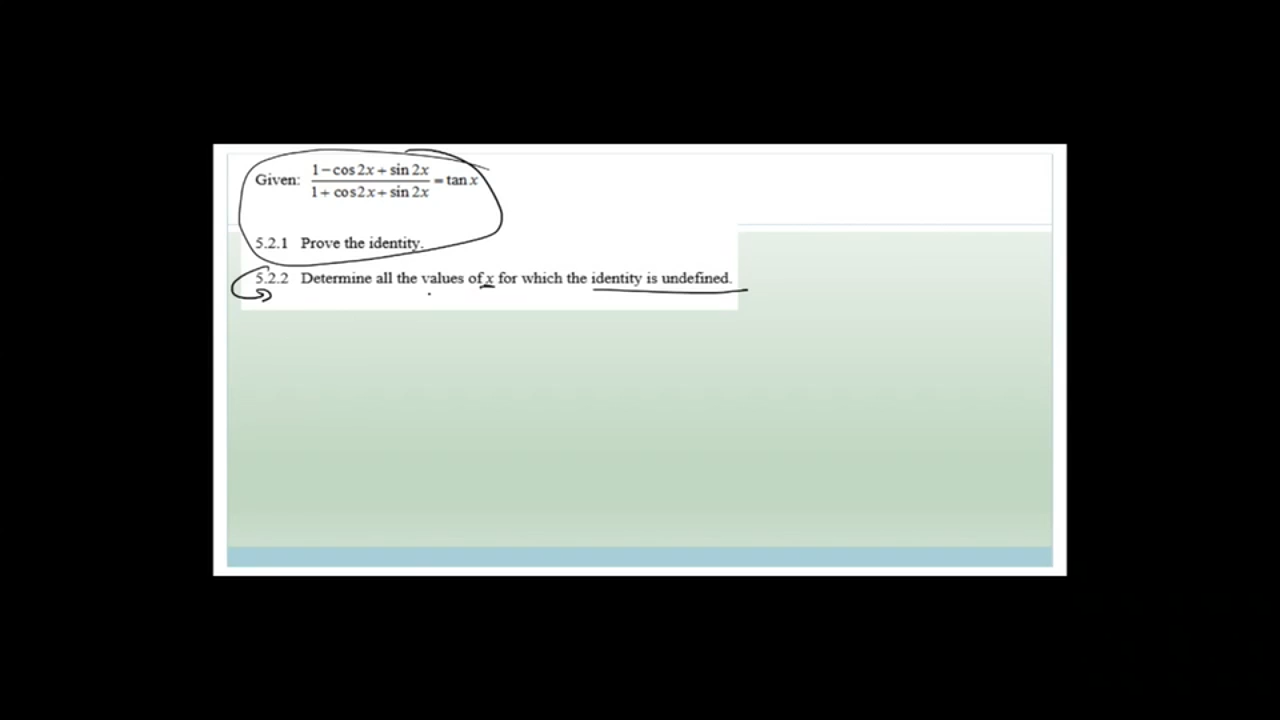 Given: (1 − cos 2x + sin 2x)/(1 + cos 2x + sin 2x) = tan x
5.2.1 Prove the identity.
5.2.2 Determine all the values of x for which the identity is undefined.